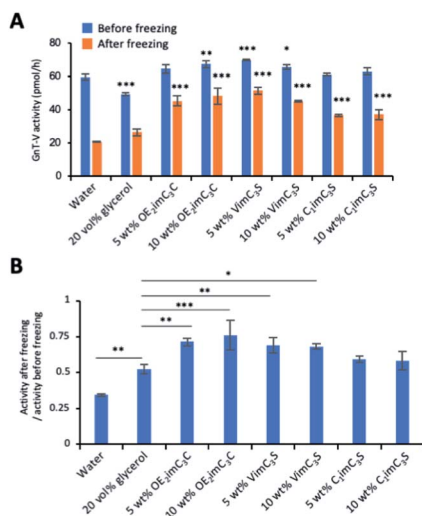 A
Before freezing
After freezing
GnT-V activity (pmol/h)
80
60
40
20
0
***
***
**
***
***
***
*
***
***
***
Water
20 vol% glycerol
5 wt% OE₂imC₃C
10 wt% OE₂imC₃C
5 wt% VimC₃S
10 wt% VimC₃S
5 wt% C₁imC₃S
10 wt% C₁imC₃S
B
Activity after freezing
/ activity before freezing
1
0.75
0.5
0.25
0
*
**
***
**
**
Water
20 vol% glycerol
5 wt% OE₂imC₃C
10 wt% OE₂imC₃C
5 wt% VimC₃S
10 wt% VimC₃S
5 wt% C₁imC₃S
10 wt% C₁imC₃S